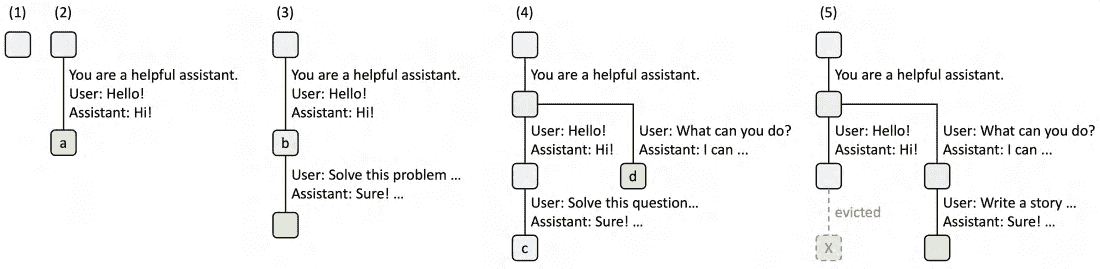 (1)
(2)
You are a helpful assistant.
User: Hello!
Assistant: Hi!
a
(3)
You are a helpful assistant.
User: Hello!
Assistant: Hi!
b
User: Solve this problem ...
Assistant: Sure! ...
(4)
You are a helpful assistant.
User: Hello!
Assistant: Hi!
User: What can you do?
Assistant: I can ...
d
User: Solve this question...
Assistant: Sure! ...
c
(5)
You are a helpful assistant.
User: Hello!
Assistant: Hi!
User: What can you do?
Assistant: I can ...
evicted
X
User: Write a story ...
Assistant: Sure! ...